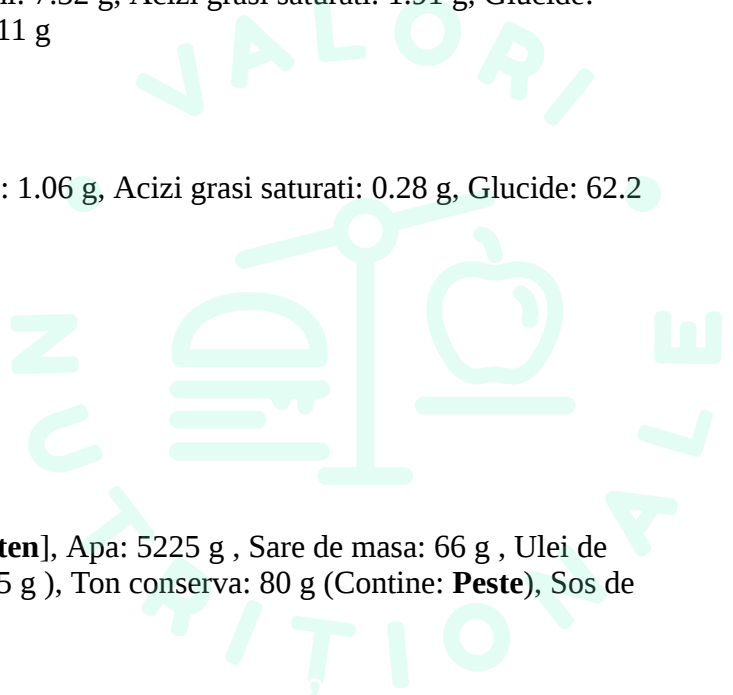 11 g
VALORI
: 1.06 g, Acizi grasi saturati: 0.28 g, Glucide: 62.2
NUTRITIONALE
ten], Apa: 5225 g , Sare de masa: 66 g , Ulei de
5 g ), Ton conserva: 80 g (Contine: Peste), Sos de